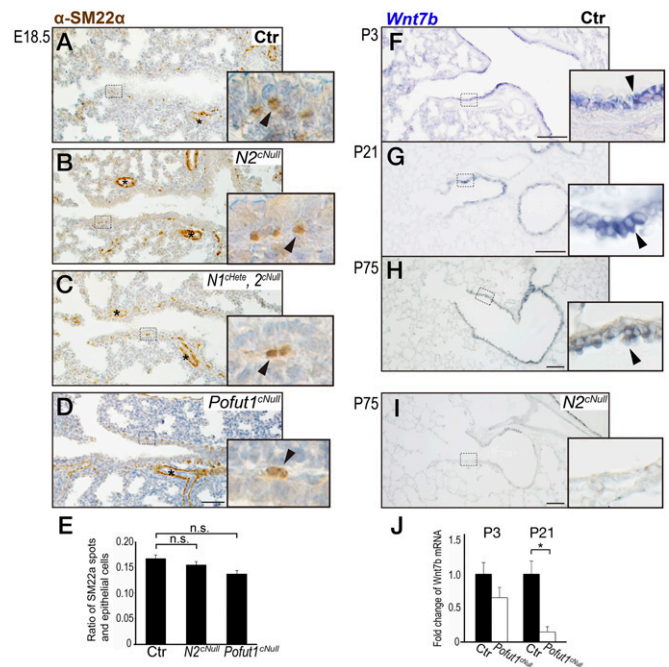 α-SM22α
E18.5
A
Ctr
*
B
N2cNull
*
*
C
N1cHete, 2cNull
*
*
D
Pofut1cNull
*
E
n.s.
n.s.
Ratio of SM22a spots
and epithelial cells
0.20
0.15
0.10
0.05
0
Ctr
N2cNull
Pofut1cNull
Wnt7b
Ctr
P3
F
P21
G
P75
H
P75
I
N2cNull
J
P3
P21
*
Fold change of Wnt7b mRNA
1.0
0.5
0.0
Ctr
Pofut1cNull
Ctr
Pofut1cNull